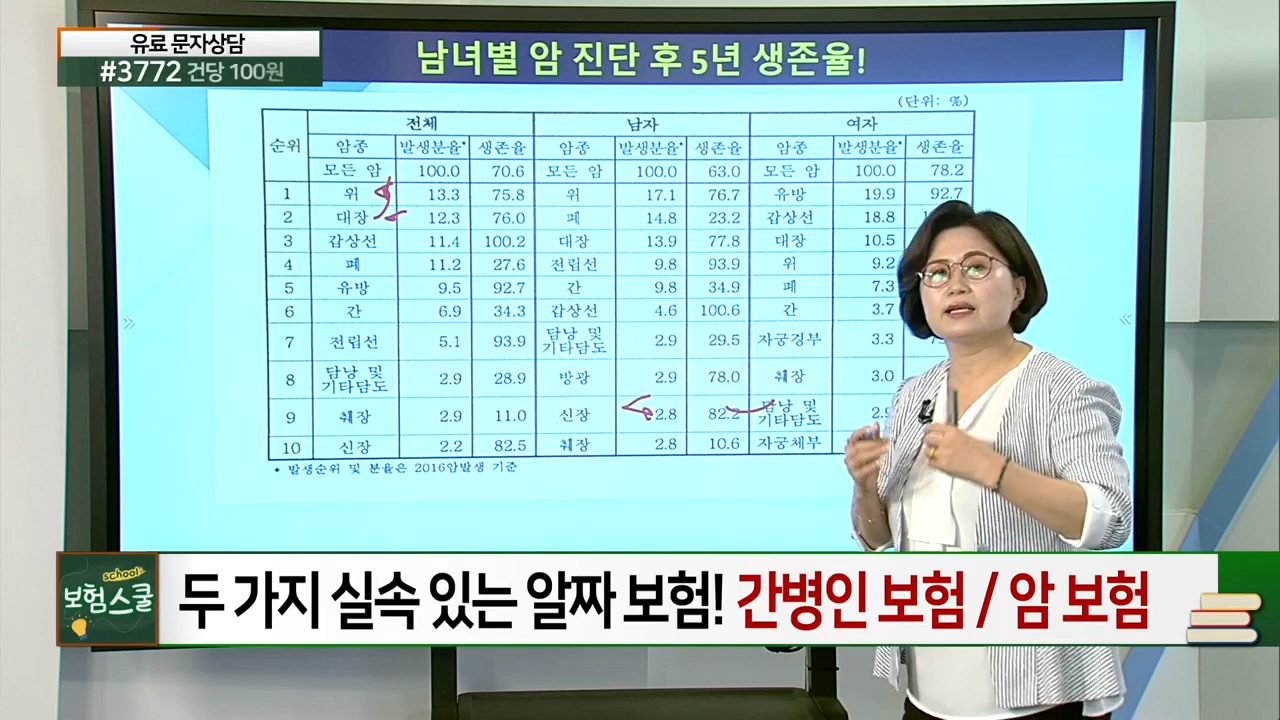 유료 문자상담
#3772 건당 100원
남녀별 암 진단 후 5년 생존율!
(단위: %)
순위 전체 남자 여자
암종 발생분율* 생존율 암종 발생분율* 생존율 암종 발생분율* 생존율
모든 암 100.0 70.6 모든 암 100.0 63.0 모든 암 100.0 78.2
1 위 13.3 75.8 위 17.1 76.7 유방 19.9 92.7
2 대장 12.3 76.0 폐 14.8 23.2 갑상선 18.8
3 갑상선 11.4 100.2 대장 13.9 77.8 대장 10.5
4 폐 11.2 27.6 전립선 9.8 93.9 위 9.2
5 유방 9.5 92.7 간 9.8 34.9 폐 7.3
6 간 6.9 34.3 갑상선 4.6 100.6 간 3.7
7 전립선 5.1 93.9 담낭 및 기타담도 2.9 29.5 자궁경부 3.3
8 담낭 및 기타담도 2.9 28.9 방광 2.9 78.0 췌장 3.0
9 췌장 2.9 11.0 신장 2.8 82.2 담낭 및 기타담도
10 신장 2.2 82.5 췌장 2.8 10.6 자궁체부
* 발생순위 및 분율은 2016암발생 기준
school
보험스쿨
두 가지 실속 있는 알짜 보험! 간병인 보험 / 암 보험